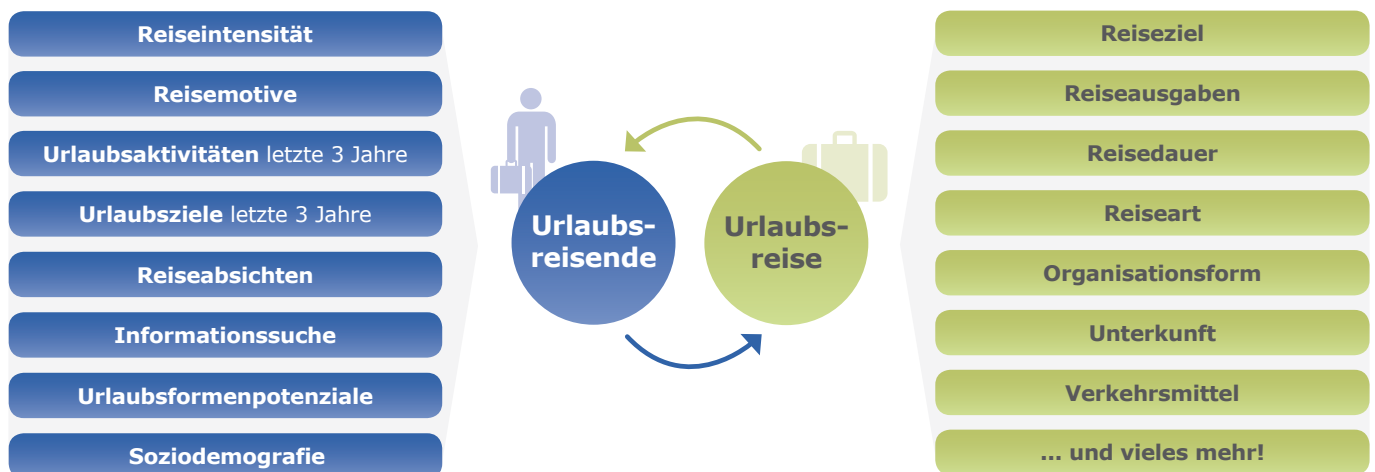 Reiseintensität
Reisemotive
Urlaubsaktivitäten letzte 3 Jahre
Urlaubsziele letzte 3 Jahre
Reiseabsichten
Informationssuche
Urlaubsformenpotenziale
Soziodemografie
Urlaubs-
reisende
Urlaubs-
reise
Reiseziel
Reiseausgaben
Reisedauer
Reiseart
Organisationsform
Unterkunft
Verkehrsmittel
... und vieles mehr!